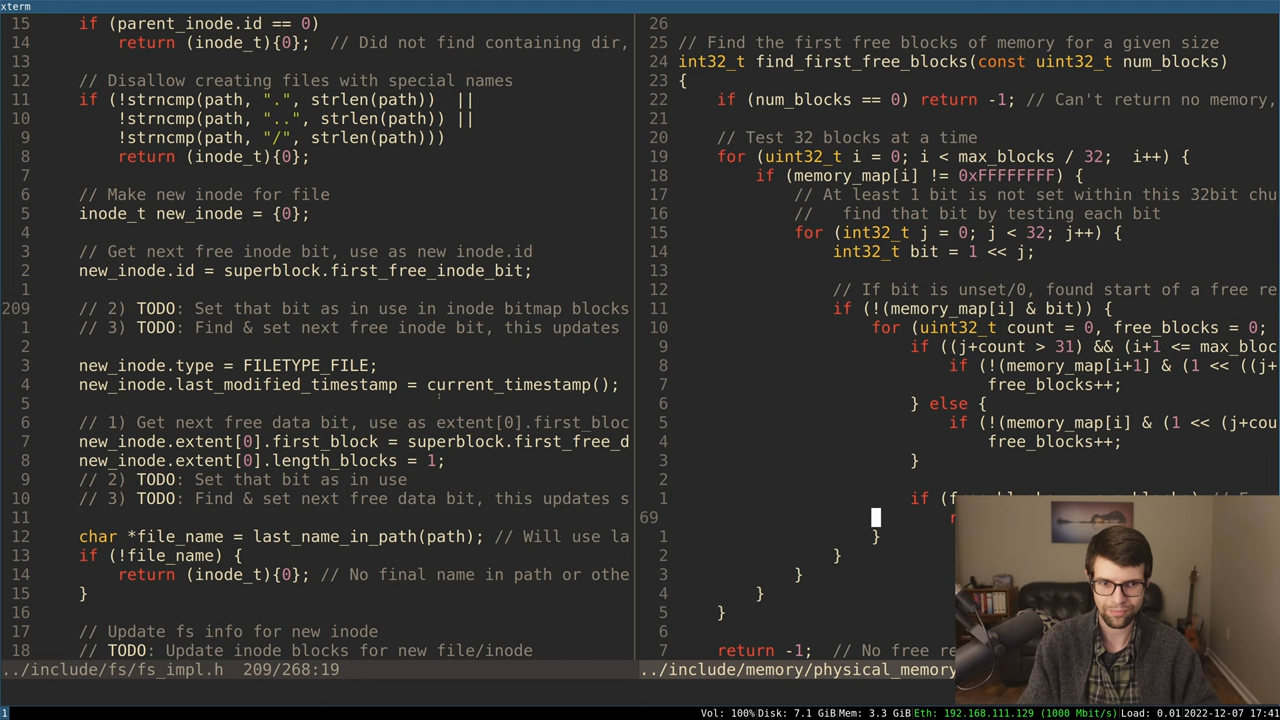 xterm
15 if (parent_inode.id == 0)
14 return (inode_t){0};  // Did not find containing dir,
13
12 // Disallow creating files with special names
11 if (!strncmp(path, ".", strlen(path))  ||
10 !strncmp(path, "..", strlen(path)) ||
9 !strncmp(path, "/", strlen(path)))
8 return (inode_t){0};
7
6 // Make new inode for file
5 inode_t new_inode = {0};
4
3 // Get next free inode bit, use as new inode.id
2 new_inode.id = superblock.first_free_inode_bit;
1
209 // 2) TODO: Set that bit as in use in inode bitmap blocks
1 // 3) TODO: Find & set next free inode bit, this updates
2
3 new_inode.type = FILETYPE_FILE;
4 new_inode.last_modified_timestamp = current_timestamp();
5
6 // 1) Get next free data bit, use as extent[0].first_bloc
7 new_inode.extent[0].first_block = superblock.first_free_d
8 new_inode.extent[0].length_blocks = 1;
9 // 2) TODO: Set that bit as in use
10 // 3) TODO: Find & set next free data bit, this updates s
11
12 char *file_name = last_name_in_path(path); // Will use la
13 if (!file_name) {
14 return (inode_t){0}; // No final name in path or othe
15 }
16
17 // Update fs info for new inode
18 // TODO: Update inode blocks for new file/inode
../include/fs/fs_impl.h  209/268:19
26
25 // Find the first free blocks of memory for a given size
24 int32_t find_first_free_blocks(const uint32_t num_blocks)
23 {
22 if (num_blocks == 0) return -1; // Can't return no memory,
21
20 // Test 32 blocks at a time
19 for (uint32_t i = 0; i < max_blocks / 32;  i++) {
18 if (memory_map[i] != 0xFFFFFFFF) {
17 // At least 1 bit is not set within this 32bit chu
16 //   find that bit by testing each bit
15 for (int32_t j = 0; j < 32; j++) {
14 int32_t bit = 1 << j;
13
12 // If bit is unset/0, found start of a free re
11 if (!(memory_map[i] & bit)) {
10 for (uint32_t count = 0, free_blocks = 0;
9 if ((j+count > 31) && (i+1 <= max_bloc
8 if (!(memory_map[i+1] & (1 << ((j+
7 free_blocks++;
6 } else {
5 if (!(memory_map[i] & (1 << (j+cou
4 free_blocks++;
3 }
2
1 if
69
1 }
2 }
3 }
4 }
5 }
6
7 return -1;  // No free re
../include/memory/physical_memory
1 Vol: 100% Disk: 7.1 GiB Mem: 3.3 GiB Eth: 192.168.111.129 (1000 Mbit/s) Load: 0.01 2022-12-07 17:41